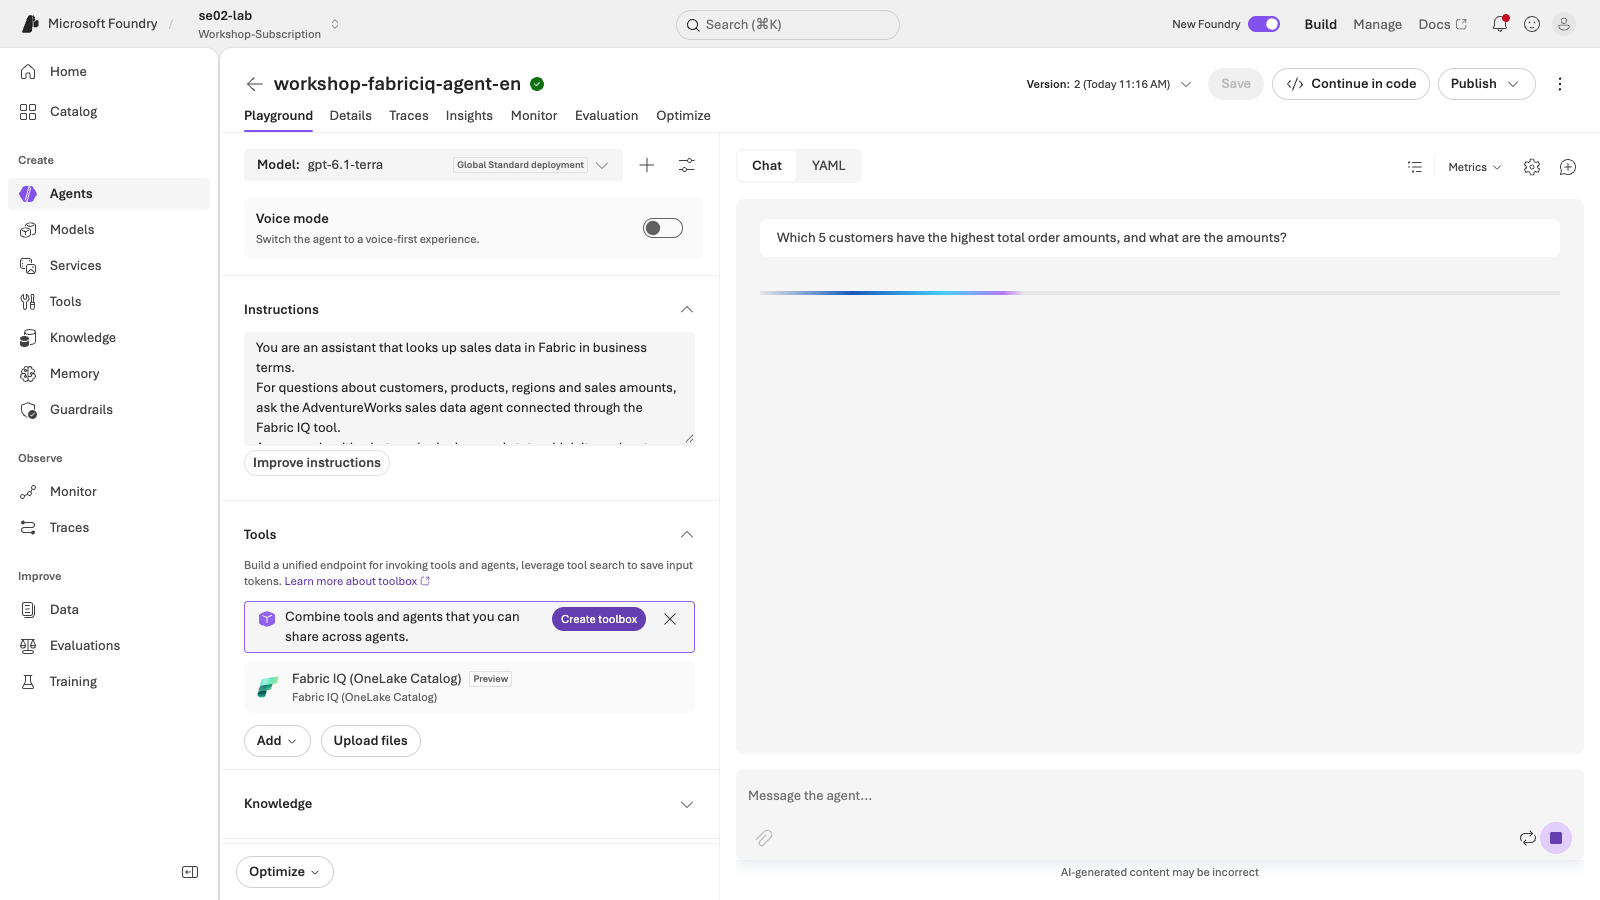 Microsoft Foundry
/
se02-lab
Workshop-Subscription
Search (⌘K)
New Foundry
Build
Manage
Docs
Home
Catalog
Create
Agents
Models
Services
Tools
Knowledge
Memory
Guardrails
Observe
Monitor
Traces
Improve
Data
Evaluations
Training
workshop-fabriciq-agent-en
Version: 2 (Today 11:16 AM)
Save
Continue in code
Publish
Playground
Details
Traces
Insights
Monitor
Evaluation
Optimize
Model: gpt-6.1-terra
Global Standard deployment
Voice mode
Switch the agent to a voice-first experience.
Instructions
You are an assistant that looks up sales data in Fabric in business
terms.
For questions about customers, products, regions and sales amounts,
ask the AdventureWorks sales data agent connected through the
Fabric IQ tool.
Improve instructions
Tools
Build a unified endpoint for invoking tools and agents, leverage tool search to save input
tokens. Learn more about toolbox
Combine tools and agents that you can
share across agents.
Create toolbox
Fabric IQ (OneLake Catalog)
Preview
Fabric IQ (OneLake Catalog)
Add
Upload files
Knowledge
Optimize
Chat
YAML
Metrics
Which 5 customers have the highest total order amounts, and what are the amounts?
Message the agent...
AI-generated content may be incorrect